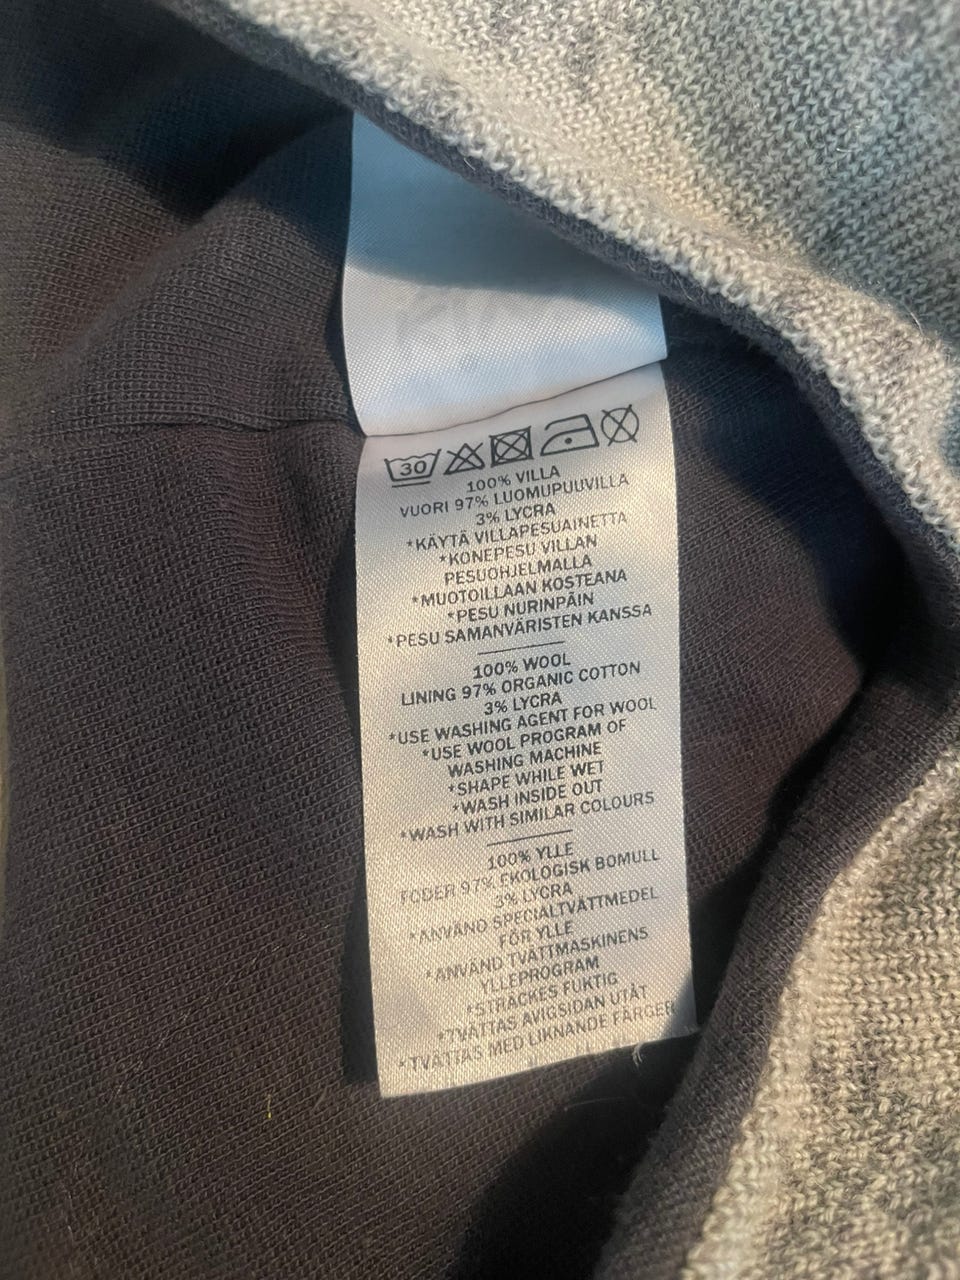 30
100% VILLA
VUORI 97% LUOMUPUUVILLA
3% LYCRA
*KÄYTÄ VILLAPESUAINETTA
*KONEPESU VILLAN
PESUOHJELMALLA
*MUOTOILLAAN KOSTEANA
*PESU NURINPÄIN
*PESU SAMANVÄRISTEN KANSSA
100% WOOL
LINING 97% ORGANIC COTTON
3% LYCRA
*USE WASHING AGENT FOR WOOL
*USE WOOL PROGRAM OF
WASHING MACHINE
*SHAPE WHILE WET
*WASH INSIDE OUT
*WASH WITH SIMILAR COLOURS
100% YLLE
FODER 97% EKOLOGISK BOMULL
3% LYCRA
*ANVÄND SPECIALTVÄTTMEDEL
FÖR YLLE
*ANVÄND TVÄTTMASKINENS
YLLEPROGRAM
*STRÄCKES FUKTIG
*TVÄTTAS AVIGSIDAN UTÅT
*TVÄTTAS MED LIKNANDE FÄRGER